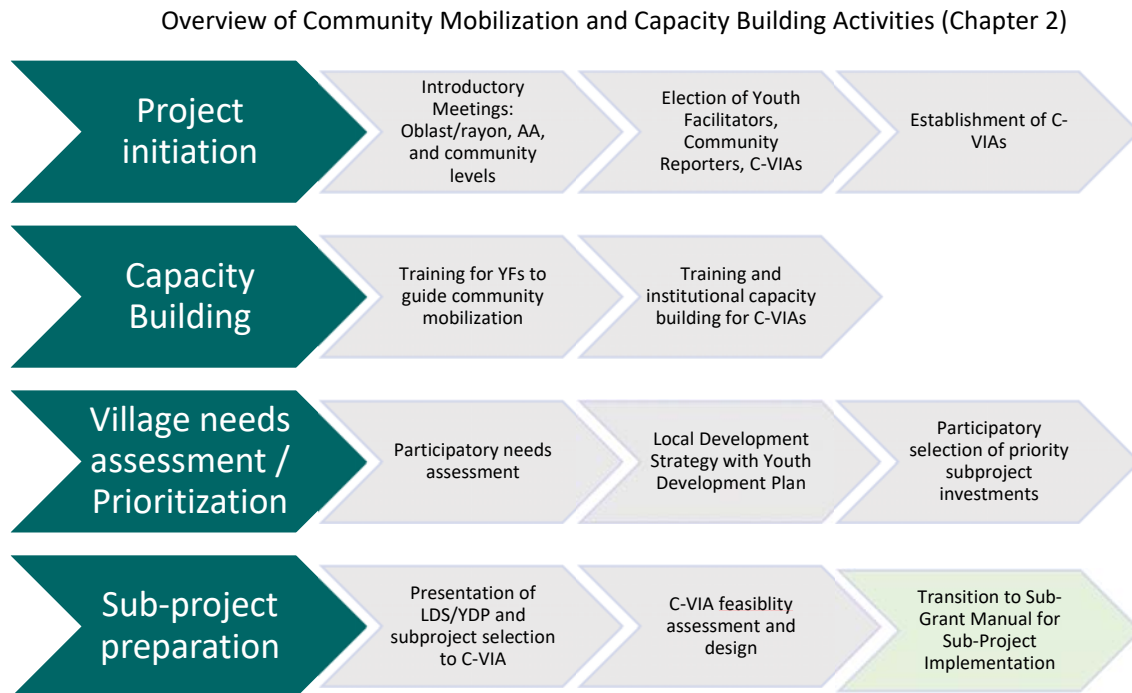 Overview of Community Mobilization and Capacity Building Activities (Chapter 2)
Project
initiation
Introductory
Meetings:
Oblast/rayon, AA,
and community
levels
Election of Youth
Facilitators,
Community
Reporters, C-VIAs
Establishment of C-
VIAs
Capacity
Building
Training for YFs to
guide community
mobilization
Training and
institutional capacity
building for C-VIAs
Village needs
assessment /
Prioritization
Participatory needs
assessment
Local Development
Strategy with Youth
Development Plan
Participatory
selection of priority
subproject
investments
Sub-project
preparation
Presentation of
LDS/YDP and
subproject selection
to C-VIA
C-VIA feasiblity
assessment and
design
Transition to Sub-
Grant Manual for
Sub-Project
Implementation